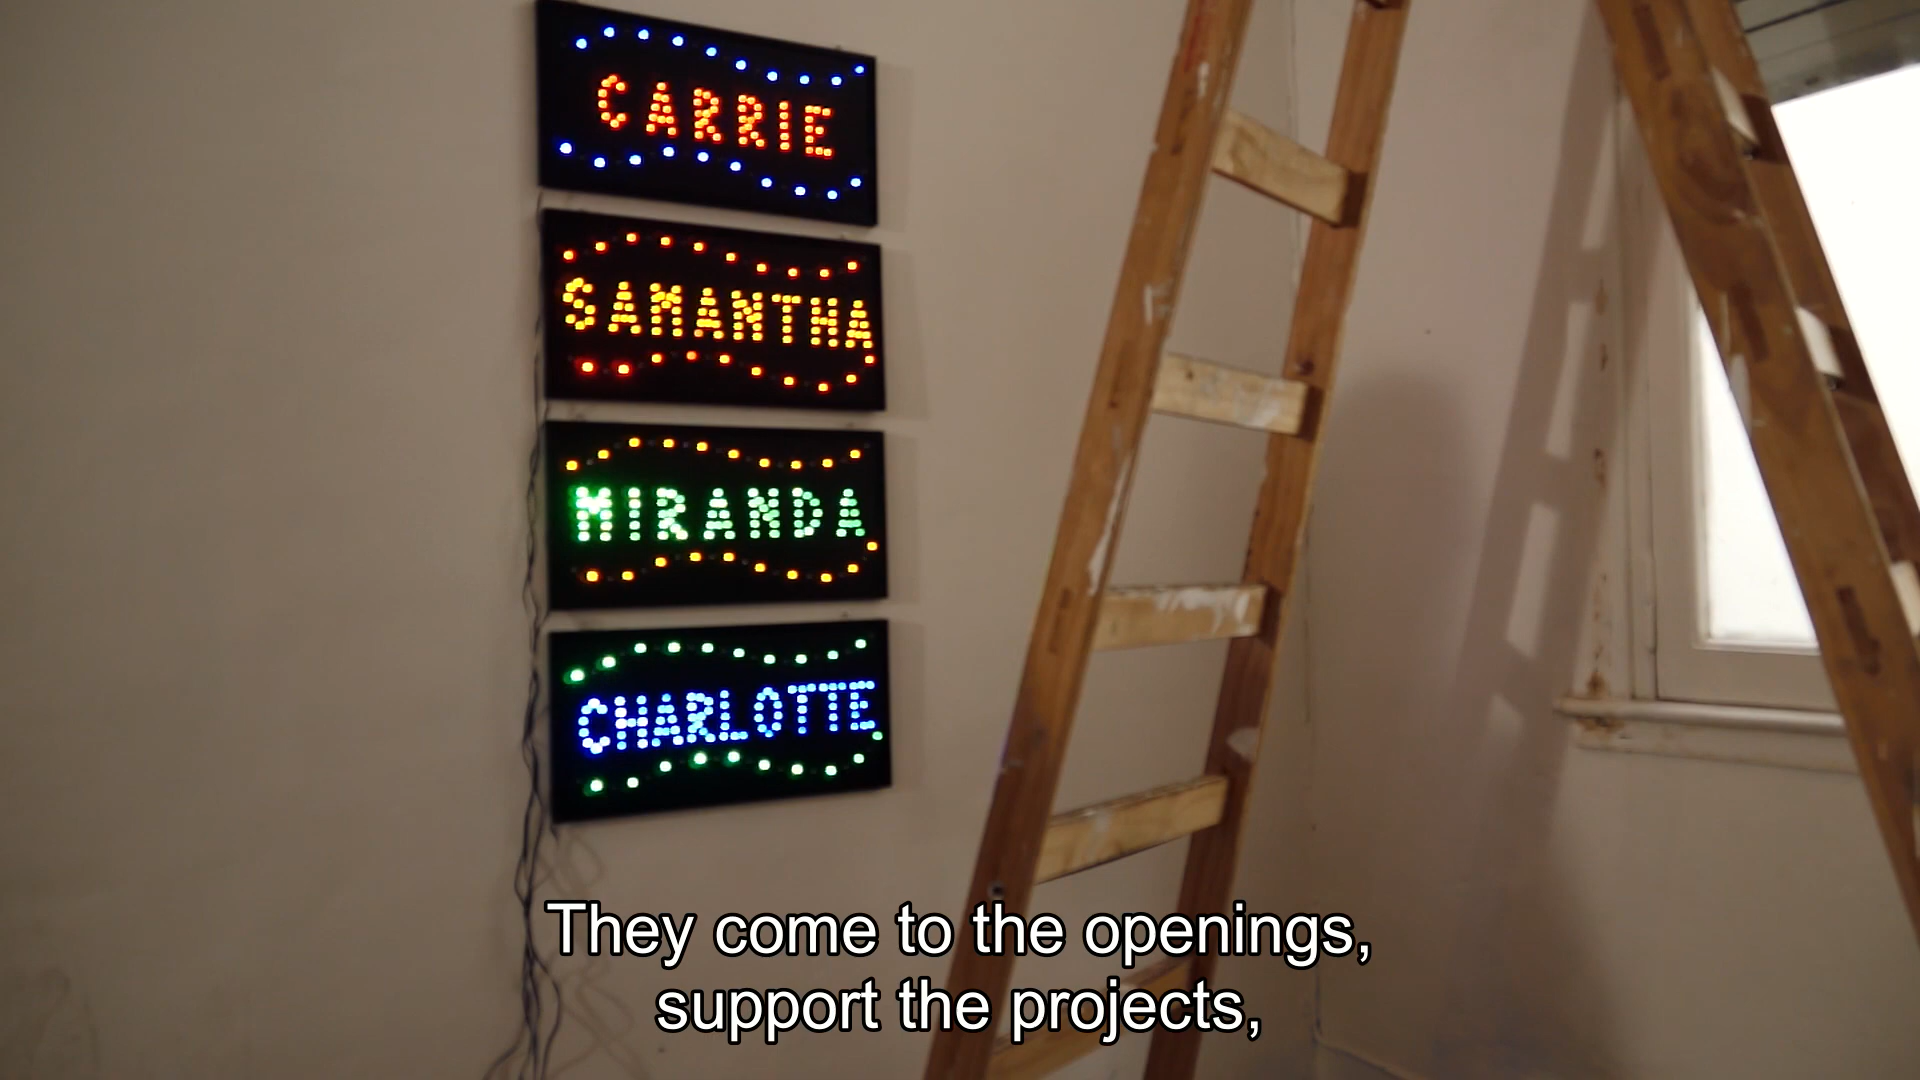 CARRIE
SAMANTHA
MIRANDA
CHARLOTTE
They come to the openings,
support the projects,